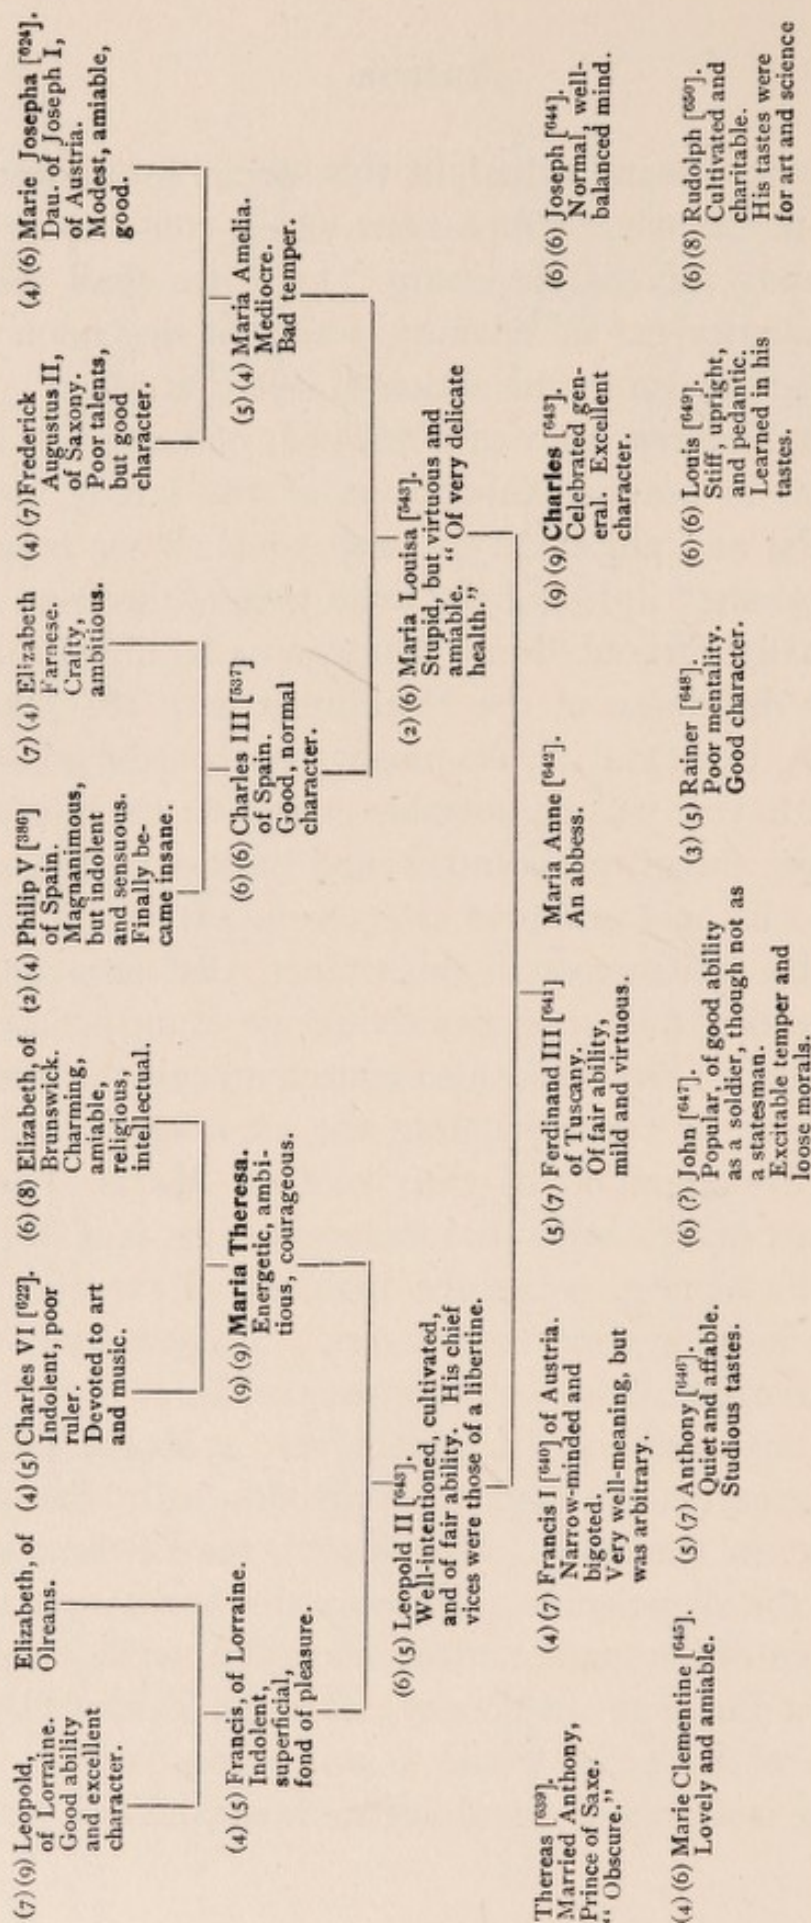 (7) (9) Leopold,
of Lorraine.
Good ability
and excellent
character.
Elizabeth, of
Olreans.
(4) (5) Charles VI [622].
Indolent, poor
ruler.
Devoted to art
and music.
(6) (8) Elizabeth, of
Brunswick.
Charming,
amiable,
religious,
intellectual.
(2) (4) Philip V [386]
of Spain.
Magnanimous,
but indolent
and sensuous.
Finally be-
came insane.
(7) (4) Elizabeth
Farnese.
Crafty,
ambitious.
(4) (7) Frederick
Augustus II,
of Saxony.
Poor talents,
but good
character.
(4) (6) Marie Josepha [624].
Dau. of Joseph I,
of Austria.
Modest, amiable,
good.
(4) (5) Francis, of Lorraine.
Indolent,
superficial,
fond of pleasure.
(9) (9) Maria Theresa.
Energetic, ambi-
tious, courageous.
(6) (6) Charles III [537]
of Spain.
Good, normal
character.
(5) (4) Maria Amelia.
Mediocre.
Bad temper.
(6) (5) Leopold II [643].
Well-intentioned, cultivated,
and of fair ability. His chief
vices were those of a libertine.
(2) (6) Maria Louisa [543].
Stupid, but virtuous and
amiable. “ Of very delicate
health.”
Thereas [639].
Married Anthony,
Prince of Saxe.
“ Obscure.”
(4) (7) Francis I [640] of Austria.
Narrow-minded and
bigoted.
Very well-meaning, but
was arbitrary.
(5) (7) Ferdinand III [641]
of Tuscany.
Of fair ability,
mild and virtuous.
Maria Anne [642].
An abbess.
(9) (9) Charles [643].
Celebrated gen-
eral. Excellent
character.
(6) (6) Joseph [644].
Normal, well-
balanced mind.
(4) (6) Marie Clementine [645].
Lovely and amiable.
(5) (7) Anthony [646].
Quiet and affable.
Studious tastes.
(6) (?) John [647].
Popular, of good ability
as a soldier, though not as
a statesman.
Excitable temper and
loose morals.
(3) (5) Rainer [648].
Poor mentality.
Good character.
(6) (6) Louis [649].
Stiff, upright,
and pedantic.
Learned in his
tastes.
(6) (8) Rudolph [650].
Cultivated and
charitable.
His tastes were
for art and science